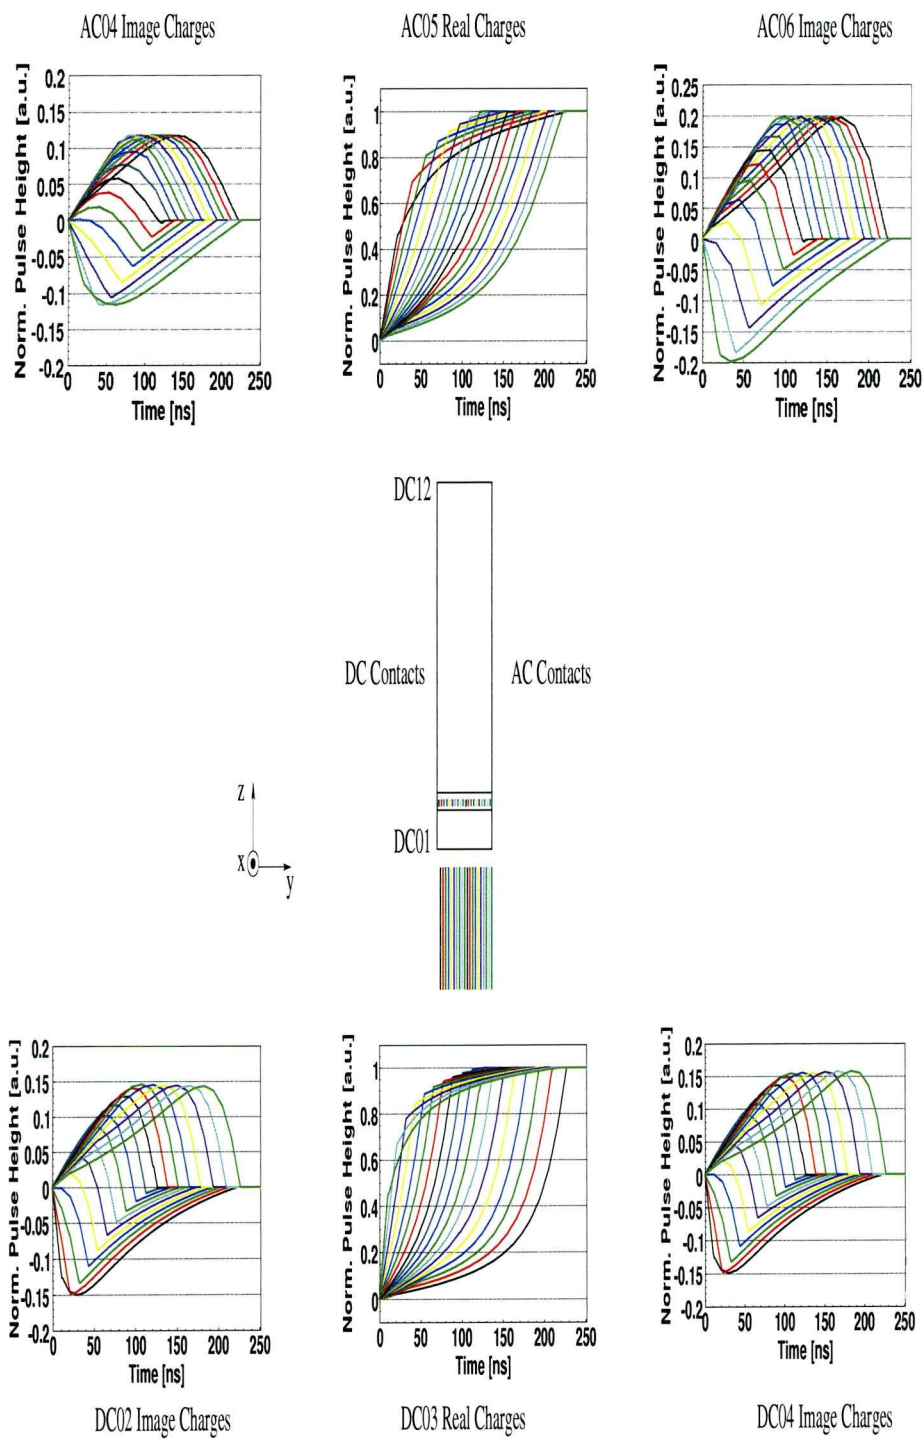 AC04 Image Charges
AC05 Real Charges
AC06 Image Charges
Norm. Pulse Height [a.u.]
0.2
0.15
0.1
0.05
0
-0.05
-0.1
-0.15
-0.2
0 50 100 150 200 250
Time [ns]
Norm. Pulse Height [a.u.]
1
0.8
0.6
0.4
0.2
0
0 50 100 150 200 250
Time [ns]
Norm. Pulse Height [a.u.]
0.25
0.2
0.15
0.1
0.05
0
-0.05
-0.1
-0.15
-0.2
0 50 100 150 200 250
Time [ns]
DC12
DC Contacts
AC Contacts
z
x
y
DC01
Norm. Pulse Height [a.u.]
0.2
0.15
0.1
0.05
0
-0.05
-0.1
-0.15
-0.2
0 50 100 150 200 250
Time [ns]
Norm. Pulse Height [a.u.]
1
0.8
0.6
0.4
0.2
0
0 50 100 150 200 250
Time [ns]
Norm. Pulse Height [a.u.]
0.2
0.15
0.1
0.05
0
-0.05
-0.1
-0.15
-0.2
0 50 100 150 200 250
Time [ns]
DC02 Image Charges
DC03 Real Charges
DC04 Image Charges